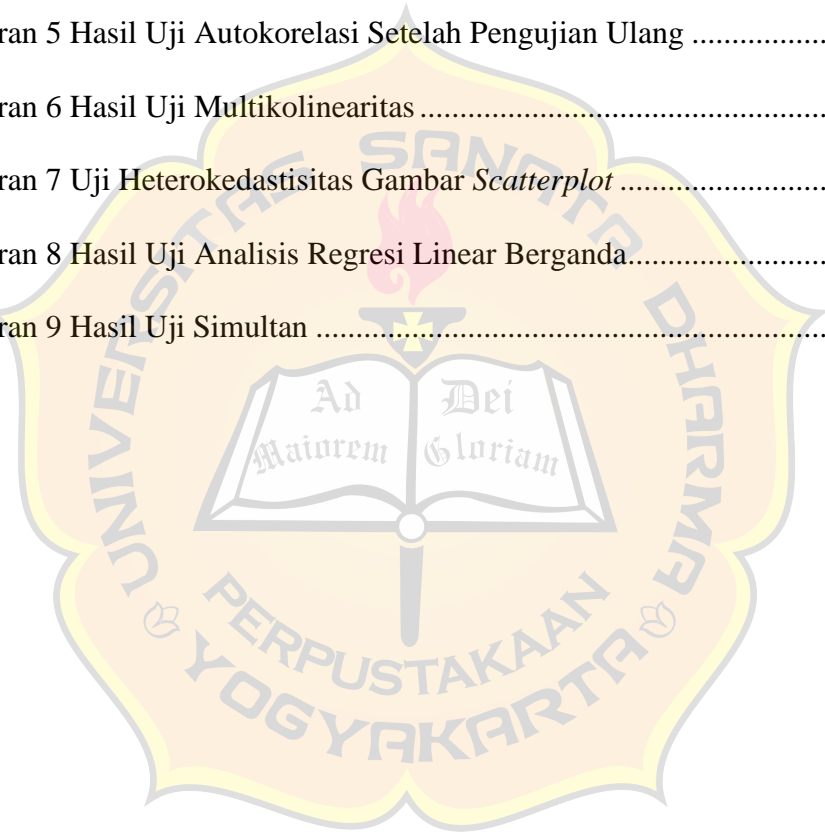 ran 5 Hasil Uji Autokorelasi Setelah Pengujian Ulang ................
ran 6 Hasil Uji Multikolinearitas ....................................................
ran 7 Uji Heterokedastisitas Gambar Scatterplot ............................
ran 8 Hasil Uji Analisis Regresi Linear Berganda........................
ran 9 Hasil Uji Simultan ................................................................
UNIVERSITAS SANATA DHARMA
Ad Dei
Maiorem Gloriam
PERPUSTAKAAN
YOGYAKARTA